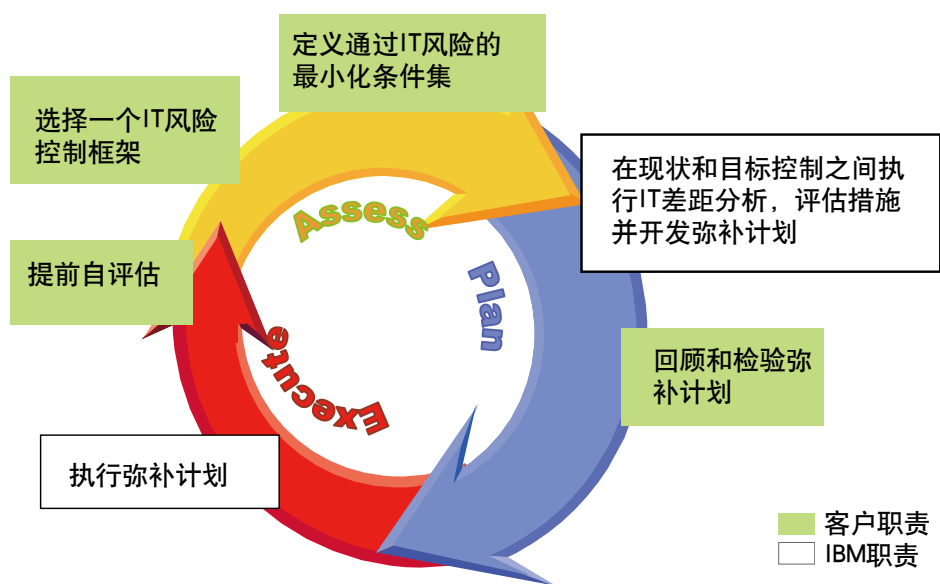 定义通过IT风险的
最小化条件集
选择一个IT风险
控制框架
在现状和目标控制之间执
行IT差距分析，评估措施
并开发弥补计划
Assess
提前自评估
Plan
回顾和检验弥
补计划
Execute
执行弥补计划
客户职责
IBM职责